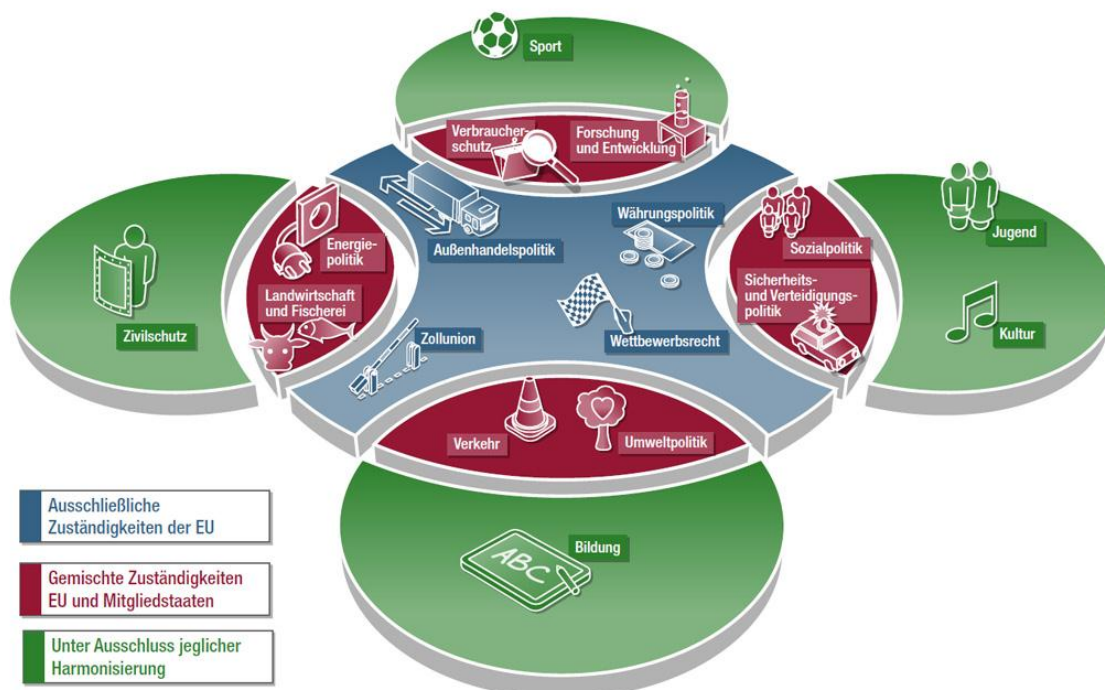 Sport
Verbraucher-
schutz
Forschung
und Entwicklung
Währungspolitik
Außenhandelspolitik
Energie-
politik
Landwirtschaft
und Fischerei
Zivilschutz
Zollunion
Wettbewerbsrecht
Sozialpolitik
Sicherheits-
und Verteidigungs-
politik
Jugend
Kultur
Verkehr
Umweltpolitik
Bildung
ABC
Ausschließliche
Zuständigkeiten der EU
Gemischte Zuständigkeiten
EU und Mitgliedstaaten
Unter Ausschluss jeglicher
Harmonisierung